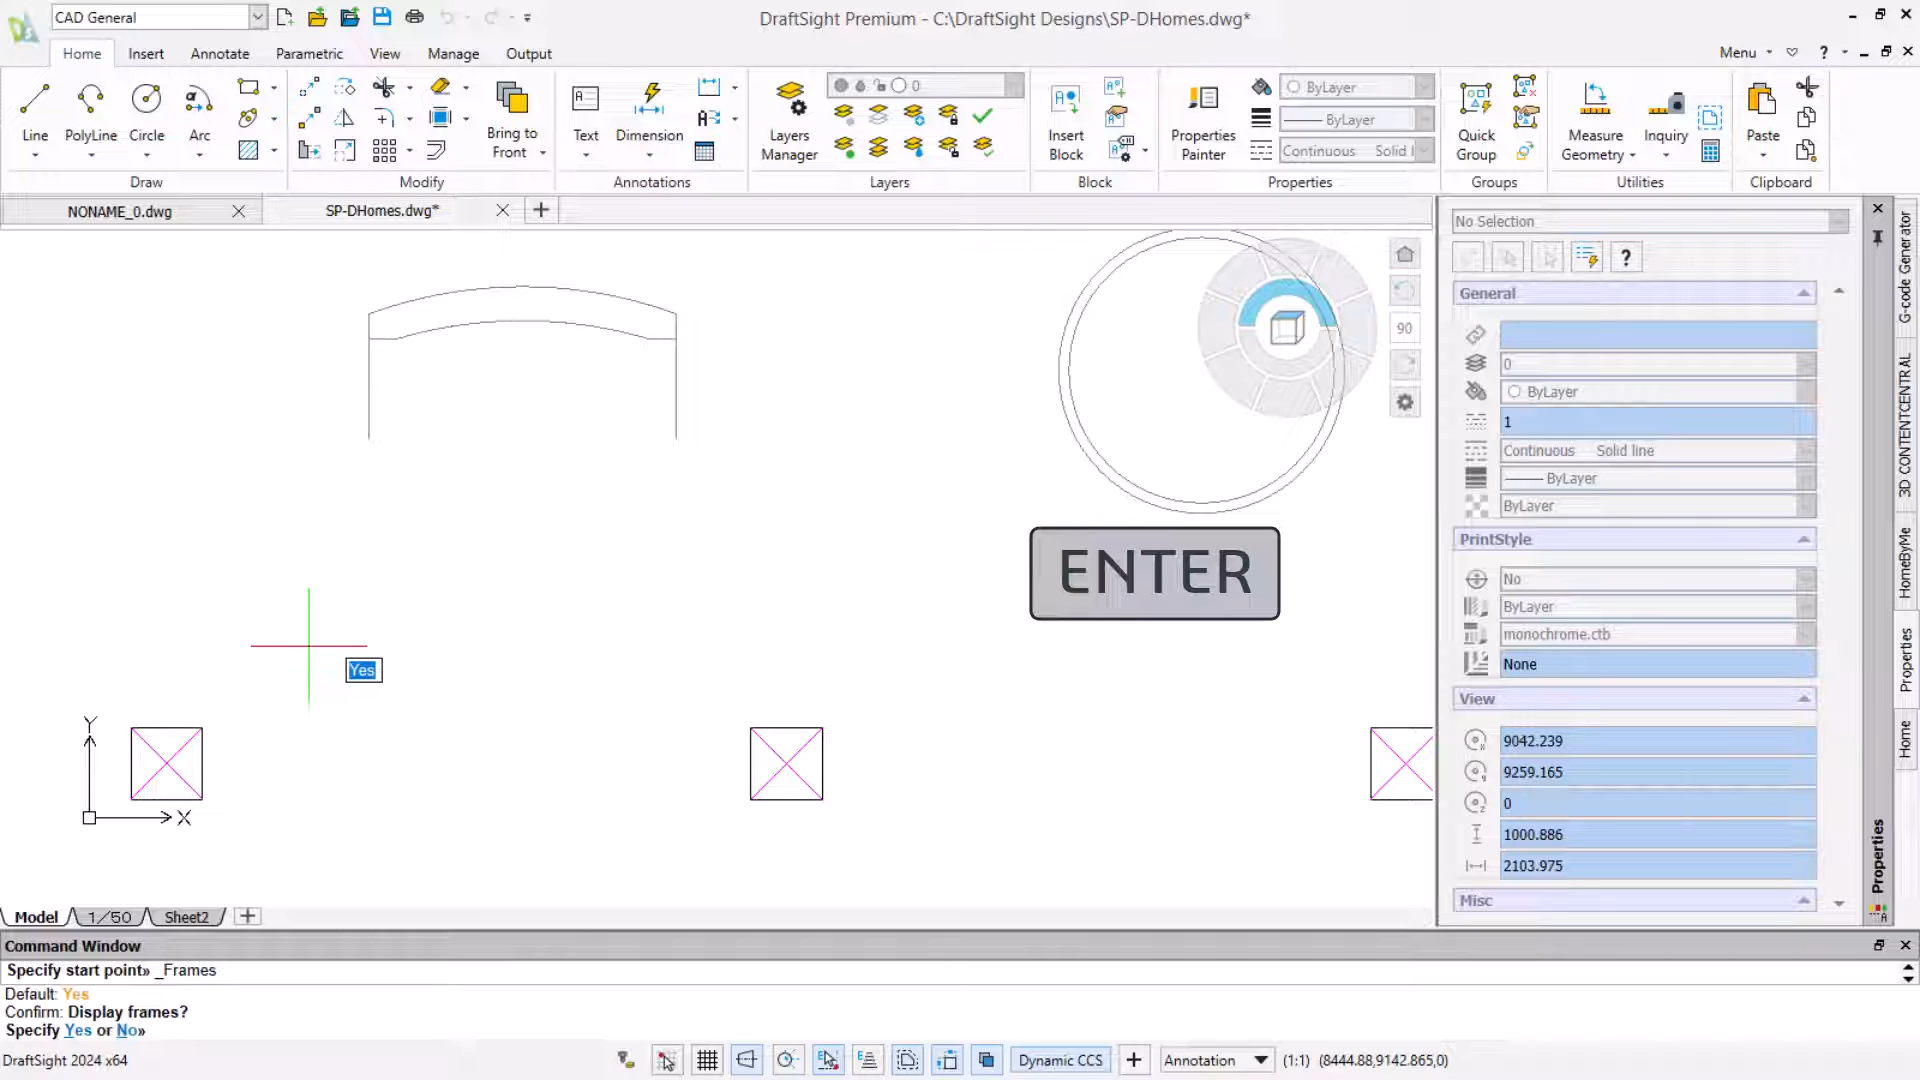 CAD General
DraftSight Premium - C:\DraftSight Designs\SP-DHomes.dwg*
Home
Insert
Annotate
Parametric
View
Manage
Output
Menu
?
Line
PolyLine
Circle
Arc
Draw
Modify
Bring to
Front
Text
Dimension
Annotations
Layers
Manager
0
Layers
Insert
Block
Block
Properties
Painter
ByLayer
ByLayer
Continuous Solid l
Properties
Quick
Group
Groups
Measure
Geometry
Inquiry
Utilities
Paste
Clipboard
NONAME_0.dwg
SP-DHomes.dwg*
90
ENTER
Yes
Y
X
No Selection
?
General
0
ByLayer
1
Continuous Solid line
ByLayer
ByLayer
PrintStyle
No
ByLayer
monochrome.ctb
None
View
9042.239
9259.165
0
1000.886
2103.975
Misc
G-code Generator
3D CONTENTCENTRAL
HomeByMe
Properties
Home
Properties
Model
1/50
Sheet2
Command Window
Specify start point» _Frames
Default: Yes
Confirm: Display frames?
Specify Yes or No»
DraftSight 2024 x64
Dynamic CCS
Annotation
(1:1)
(8444.88,9142.865,0)